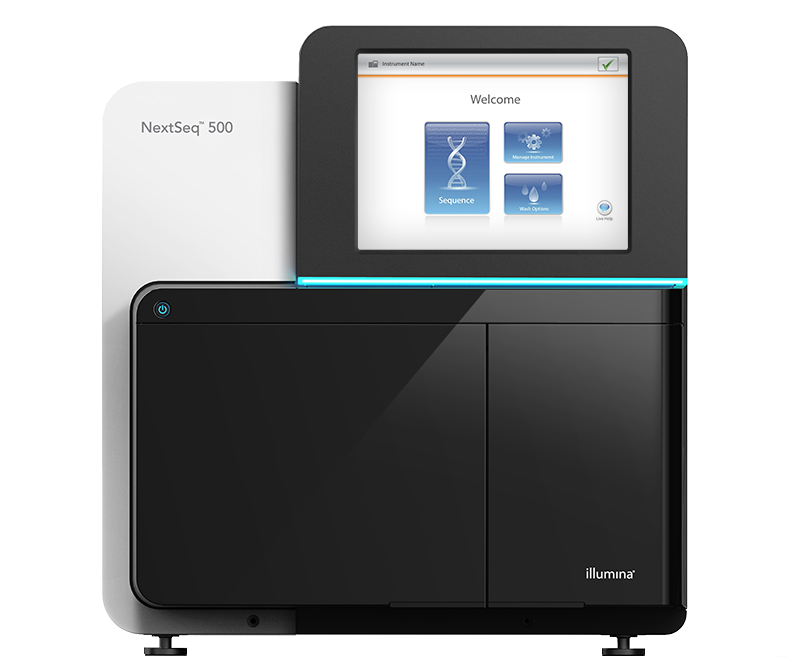 Instrument Name
NextSeq™ 500
Welcome
Sequence
Manage Instrument
Wash Options
Live Help
illumina®